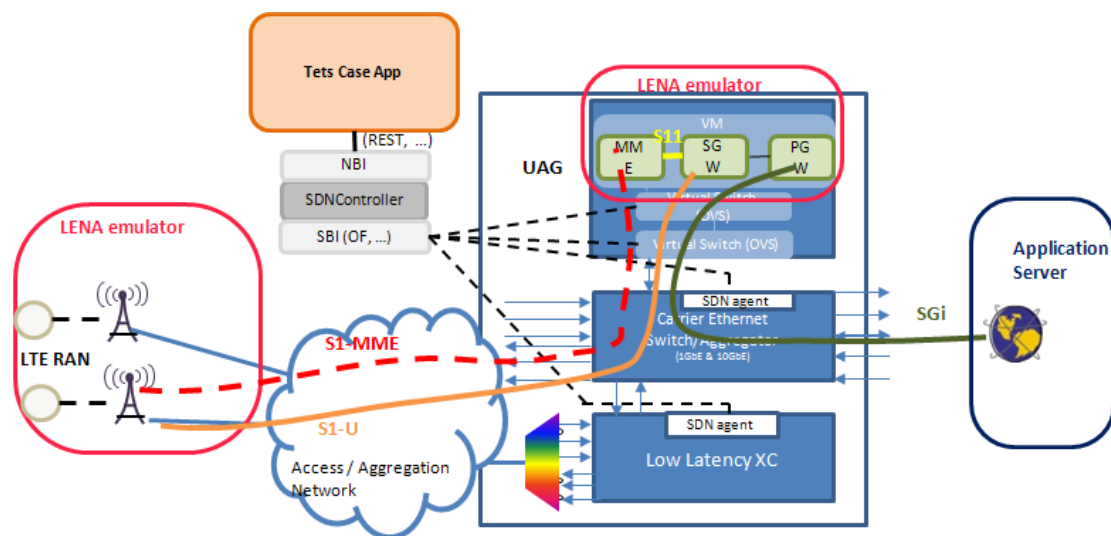 Tets Case App
(REST, ...)
NBI
SDNController
SBI (OF, ...)
LENA emulator
LTE RAN
S1-MME
S1-U
Access / Aggregation
Network
UAG
LENA emulator
VM
S11
MM
E
SG
W
PG
W
Virtual Switch
(OVS)
Virtual Switch (OVS)
SDN agent
Carrier Ethernet
Switch/Aggregator
(1GbE & 10GbE)
SDN agent
Low Latency XC
SGi
Application
Server